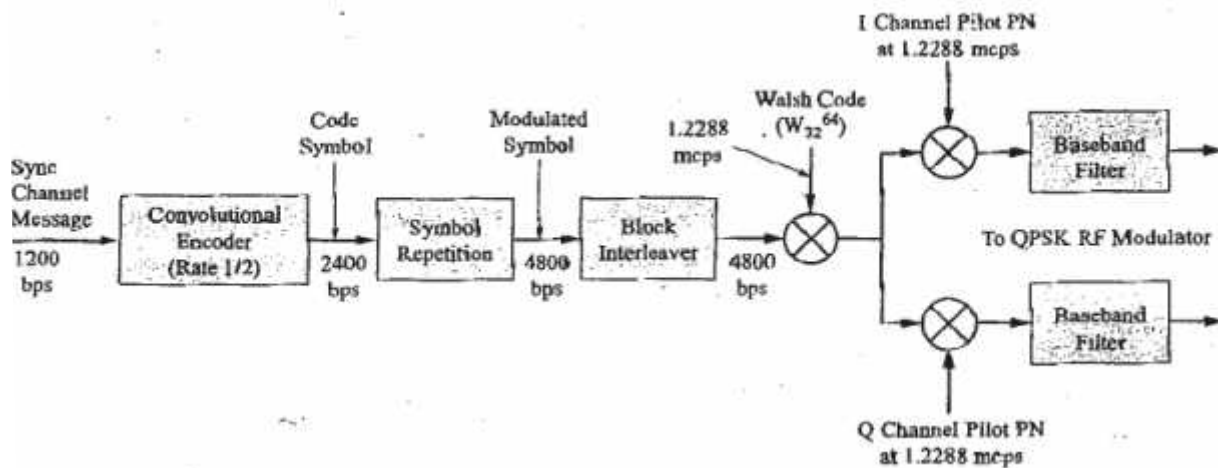 I Channel Pilot PN
at 1.2288 mcps
Walsh Code
(W₃₂⁶⁴)
1.2288
mcps
Code
Symbol
Modulated
Symbol
Sync
Channel
Message
1200
bps
Convolutional
Encoder
(Rate 1/2)
2400
bps
Symbol
Repetition
4800
bps
Block
Interleaver
4800
bps
Baseband
Filter
To QPSK RF Modulator
Baseband
Filter
Q Channel Pilot PN
at 1.2288 mcps